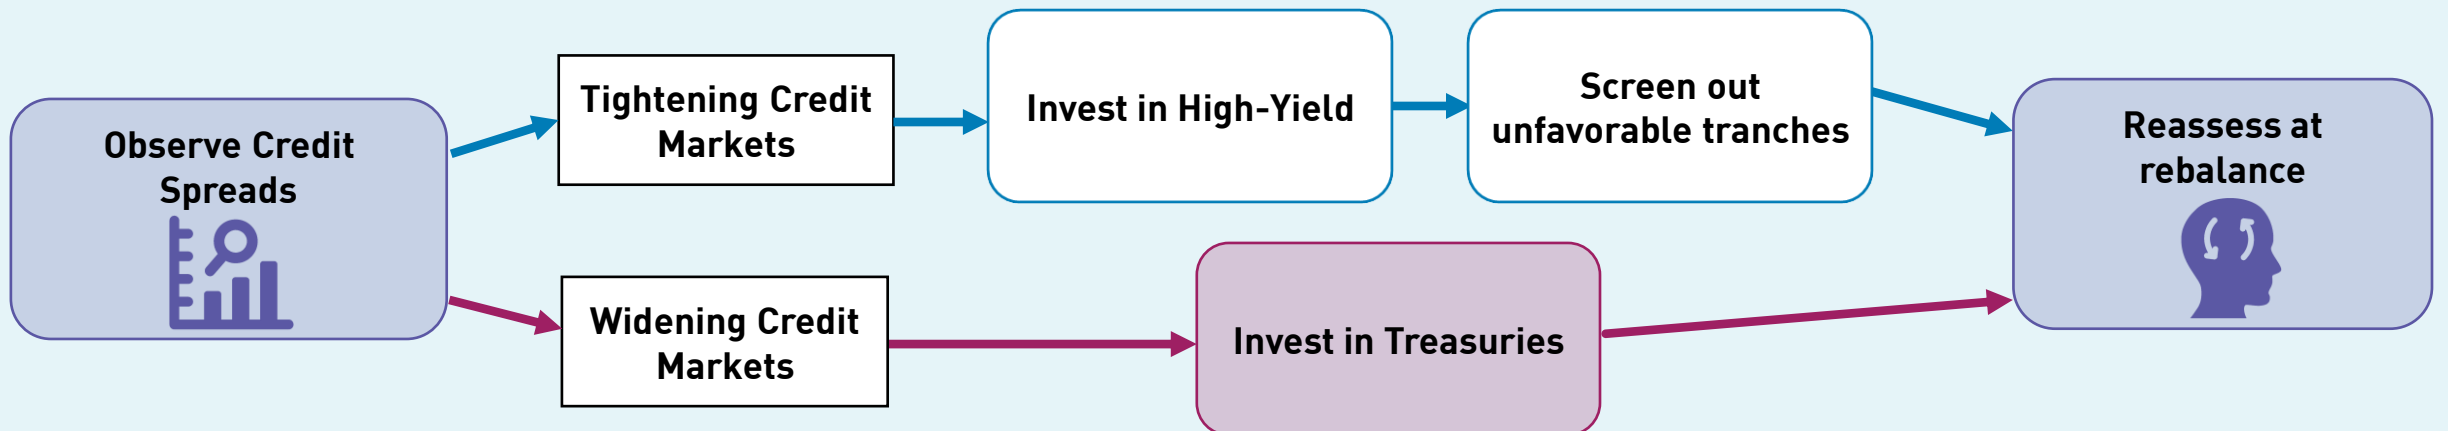 Observe Credit
Spreads
Tightening Credit
Markets
Invest in High-Yield
Screen out
unfavorable tranches
Widening Credit
Markets
Invest in Treasuries
Reassess at
rebalance